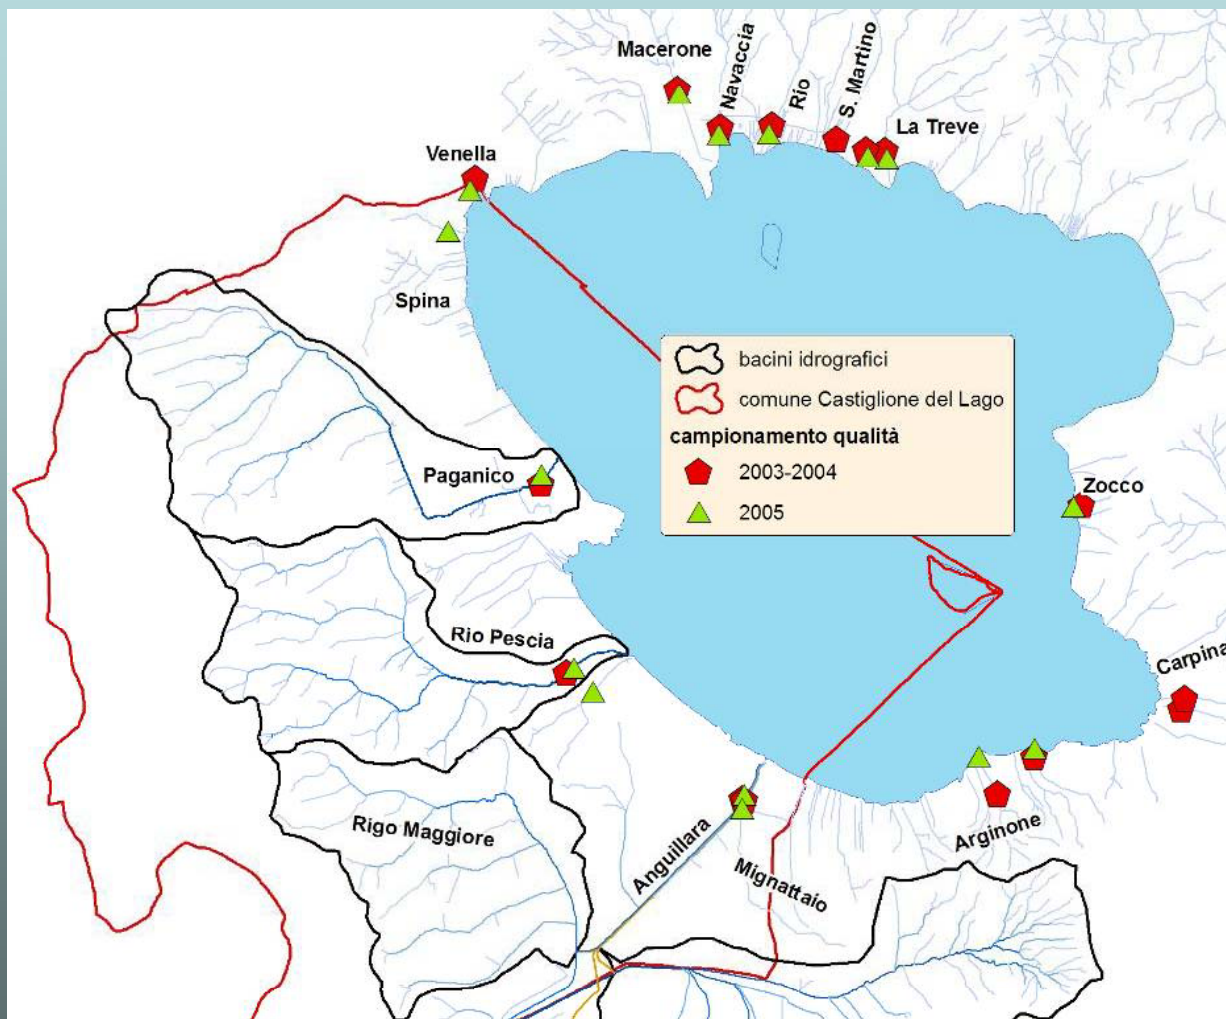 Macerone
Navaccia
Rio
S. Martino
La Treve
Venella
Spina
bacini idrografici
comune Castiglione del Lago
campionamento qualità
2003-2004
2005
Paganico
Zocco
Rio Pescia
Carpina
Rigo Maggiore
Anguillara
Mignattaio
Arginone